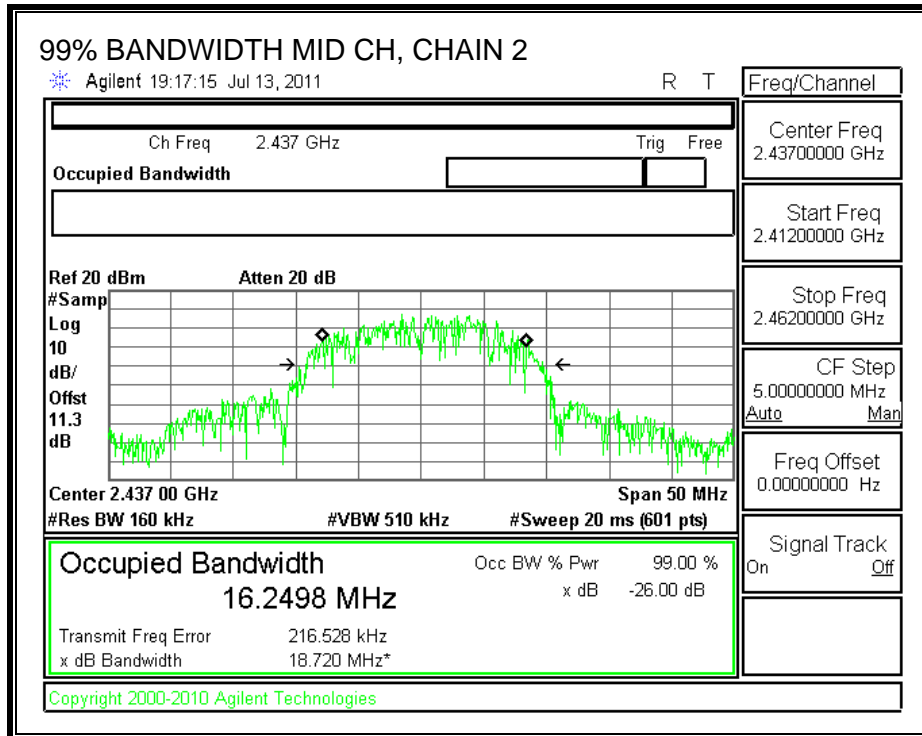 99% BANDWIDTH MID CH, CHAIN 2
Agilent 19:17:15 Jul 13, 2011 R T
Freq/Channel
Ch Freq 2.437 GHz Trig Free
Occupied Bandwidth
Center Freq
2.43700000 GHz
Start Freq
2.41200000 GHz
Stop Freq
2.46200000 GHz
CF Step
5.00000000 MHz
Auto Man
Freq Offset
0.00000000 Hz
Signal Track
On Off
Ref 20 dBm Atten 20 dB
#Samp
Log
10
dB/
Offst
11.3
dB
Center 2.437 00 GHz Span 50 MHz
#Res BW 160 kHz #VBW 510 kHz #Sweep 20 ms (601 pts)
Occupied Bandwidth Occ BW % Pwr 99.00 %
16.2498 MHz x dB -26.00 dB
Transmit Freq Error 216.528 kHz
x dB Bandwidth 18.720 MHz*
Copyright 2000-2010 Agilent Technologies